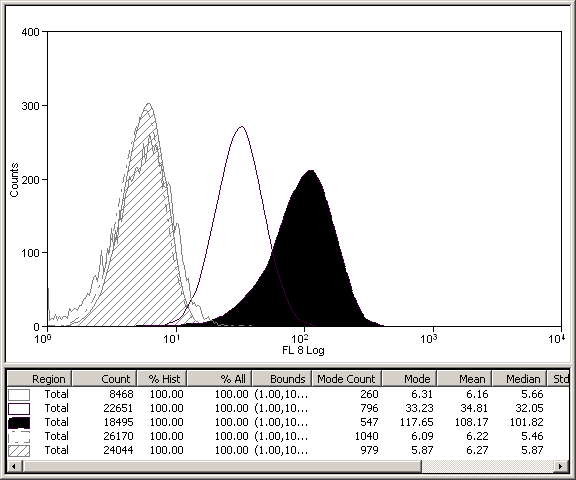 400
300
200
100
0
Counts
10⁰ 10¹ 10² 10³ 10⁴
FL 8 Log
Region Count % Hist % All Bounds Mode Count Mode Mean Median Std
Total 8468 100.00 100.00 (1.00,10... 260 6.31 6.16 5.66
Total 22651 100.00 100.00 (1.00,10... 796 33.23 34.81 32.05
Total 18495 100.00 100.00 (1.00,10... 547 117.65 108.17 101.82
Total 26170 100.00 100.00 (1.00,10... 1040 6.09 6.22 5.46
Total 24044 100.00 100.00 (1.00,10... 979 5.87 6.27 5.87